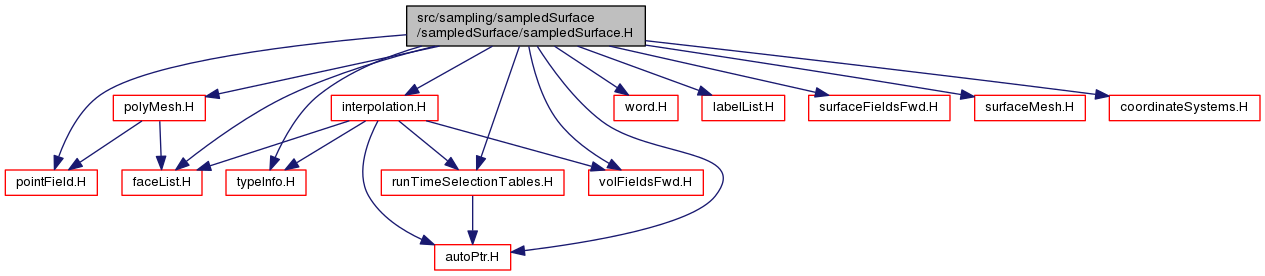 src/sampling/sampledSurface
/sampledSurface/sampledSurface.H
polyMesh.H
interpolation.H
word.H
labelList.H
surfaceFieldsFwd.H
surfaceMesh.H
coordinateSystems.H
pointField.H
faceList.H
typeInfo.H
runTimeSelectionTables.H
volFieldsFwd.H
autoPtr.H